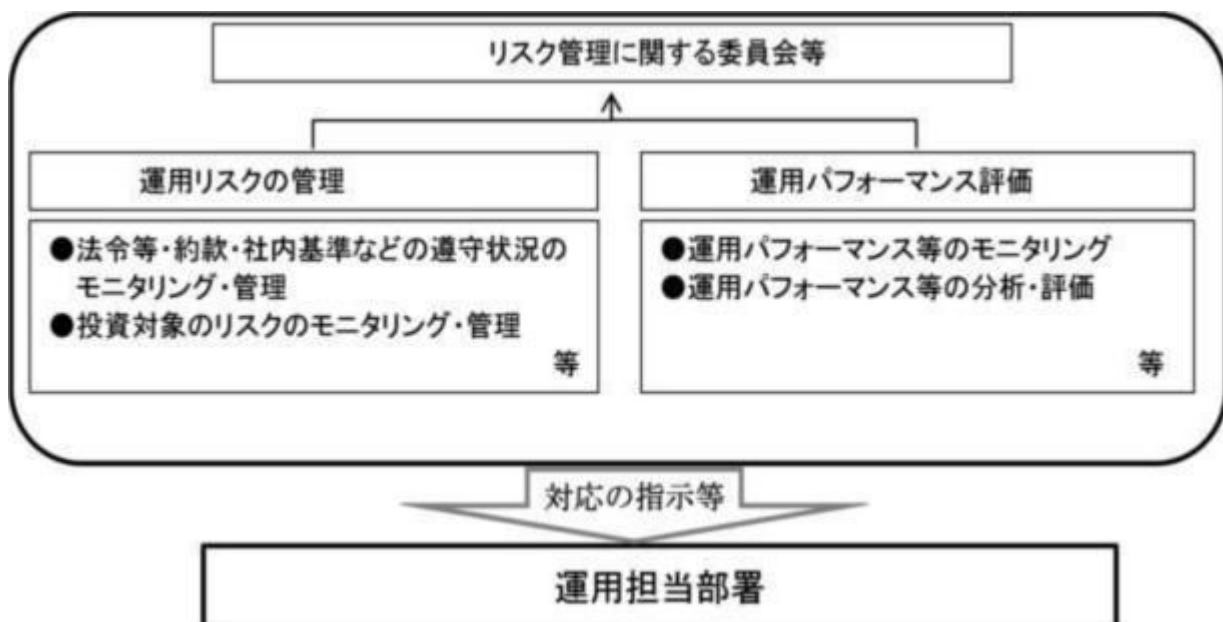 リスク管理に関する委員会等
運用リスクの管理
●法令等・約款・社内基準などの遵守状況の
モニタリング・管理
●投資対象のリスクのモニタリング・管理
等
運用パフォーマンス評価
●運用パフォーマンス等のモニタリング
●運用パフォーマンス等の分析・評価
等
対応の指示等
運用担当部署